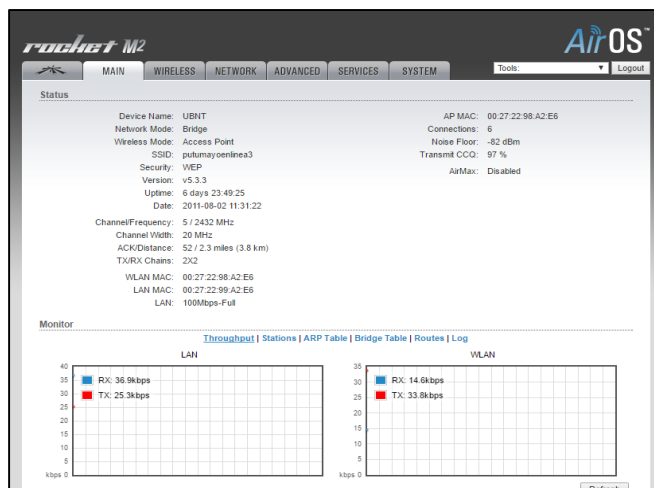 rocket M2
AirOS™
MAIN WIRELESS NETWORK ADVANCED SERVICES SYSTEM Tools: Logout
Status
Device Name: UBNT
Network Mode: Bridge
Wireless Mode: Access Point
SSID: putumayoenlinea3
Security: WEP
Version: v5.3.3
Uptime: 6 days 23:49:25
Date: 2011-08-02 11:31:22
Channel/Frequency: 5 / 2432 MHz
Channel Width: 20 MHz
ACK/Distance: 52 / 2.3 miles (3.8 km)
TX/RX Chains: 2X2
WLAN MAC: 00:27:22:98:A2:E6
LAN MAC: 00:27:22:99:A2:E6
LAN: 100Mbps-Full
AP MAC: 00:27:22:98:A2:E6
Connections: 6
Noise Floor: -82 dBm
Transmit CCQ: 97 %
AirMax: Disabled
Monitor
Throughput | Stations | ARP Table | Bridge Table | Routes | Log
LAN
40
35
30
25
20
15
10
5
kbps 0
RX: 36.9kbps
TX: 25.3kbps
WLAN
35
30
25
20
15
10
5
kbps 0
RX: 14.6kbps
TX: 33.8kbps
Refresh